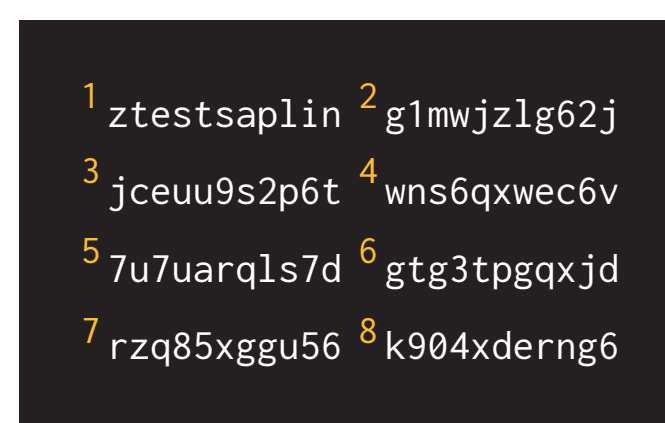 1 ztestsaplin 2 g1mwjzlg62j
3 jceuu9s2p6t 4 wns6qxwec6v
5 7u7uarqls7d 6 gtg3tpgqxjd
7 rzq85xggu56 8 k904xderng6